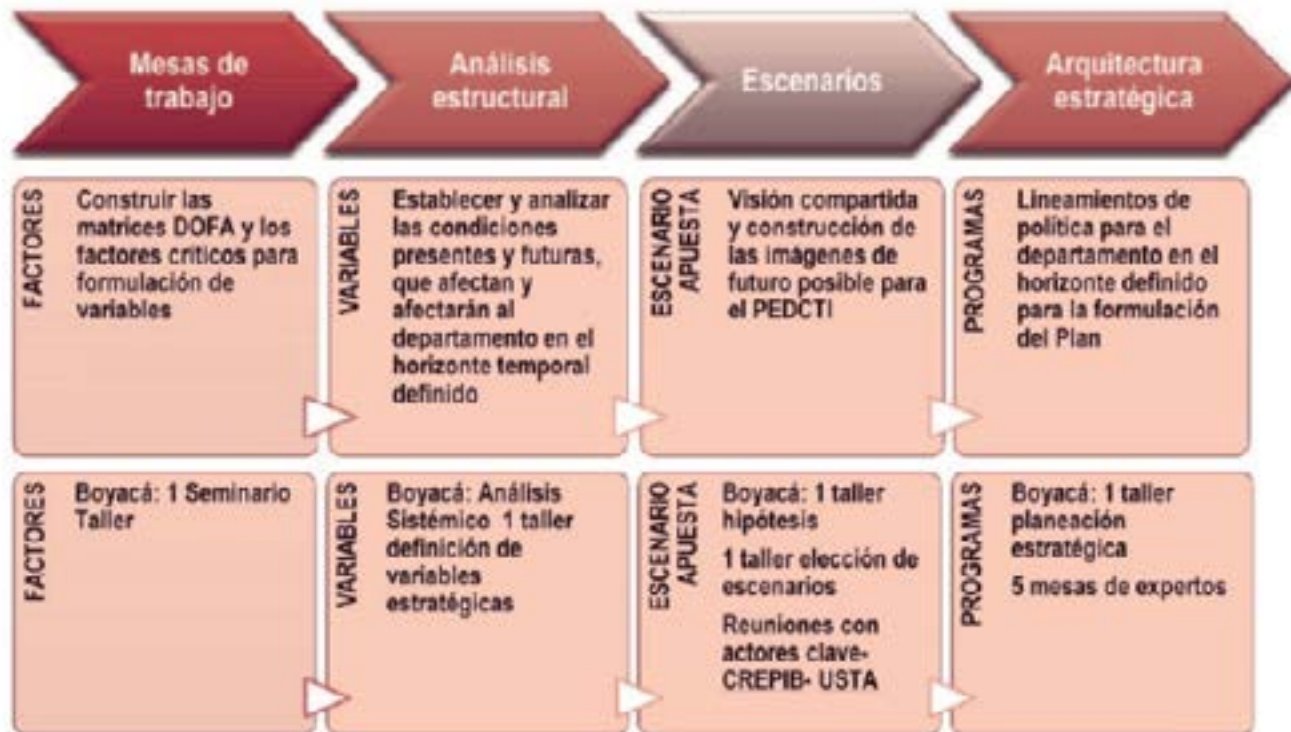 Mesas de
trabajo
Análisis
estructural
Escenarios
Arquitectura
estratégica
FACTORES
Construir las
matrices DOFA y los
factores críticos para
formulación de
variables
VARIABLES
Establecer y analizar
las condiciones
presentes y futuras,
que afectan y
afectarán al
departamento en el
horizonte temporal
definido
ESCENARIO
APUESTA
Visión compartida
y construcción de
las imágenes de
futuro posible para
el PEDCTI
PROGRAMAS
Lineamientos de
política para el
departamento en el
horizonte definido
para la formulación
del Plan
FACTORES
Boyacá: 1 Seminario
Taller
VARIABLES
Boyacá: Análisis
Sistémico 1 taller
definición de
variables
estratégicas
ESCENARIO
APUESTA
Boyacá: 1 taller
hipótesis
1 taller elección de
escenarios
Reuniones con
actores clave-
CREPIB- USTA
PROGRAMAS
Boyacá: 1 taller
planeación
estratégica
5 mesas de expertos